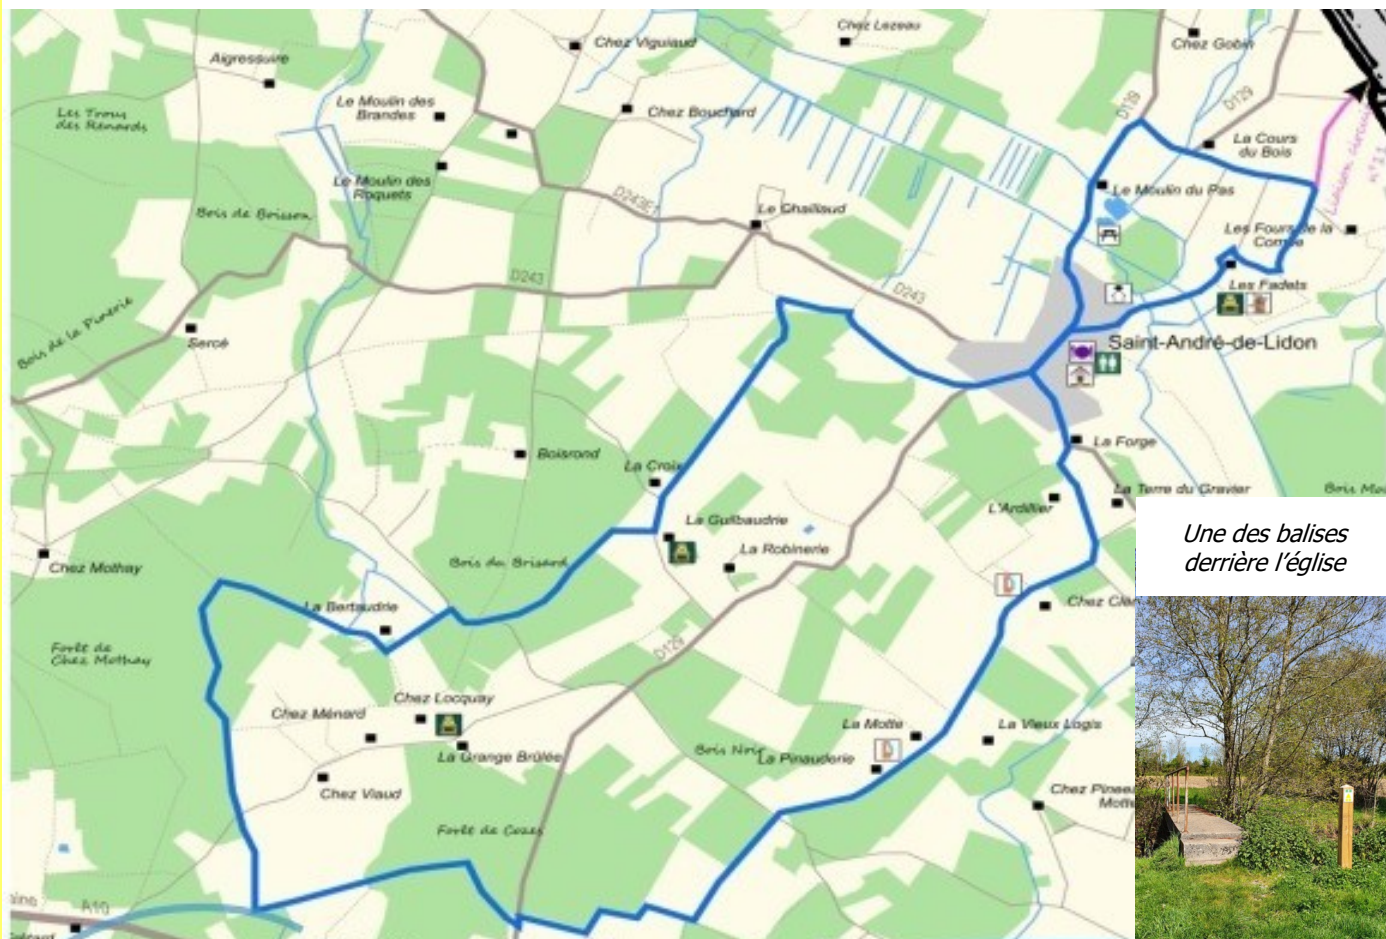 Chez Lezeau
Chez Viguiaud
Chez Gobin
Aigressuire
Les Trous
des Renards
Le Moulin des
Brandes
Chez Bouchard
D139
D129
La Cours
du Bois
Le Moulin des
Roquets
Bois de Boisson
D243E1
Le Chaillaud
Le Moulin du Pas
Liaison
n°11
Les Fours de la
Combe
Les Fadets
D243
D243
Bois de la Pinerie
Sercé
Saint-André-de-Lidon
La Forge
Boisrond
La Croix
La Terre du Gravier
L'Ardillier
La Guilbaudrie
La Robinerie
Une des balises
derrière l'église
Chez Mothay
Bois du Brisard
La Bertaudrie
Forêt de
Chez Mothay
D129
Chez Locquay
Chez Ménard
La Grange Brûlée
La Motte
La Vieux Logis
Bois Noir
La Pinauderie
Chez Viaud
Forêt de Cozes
A10